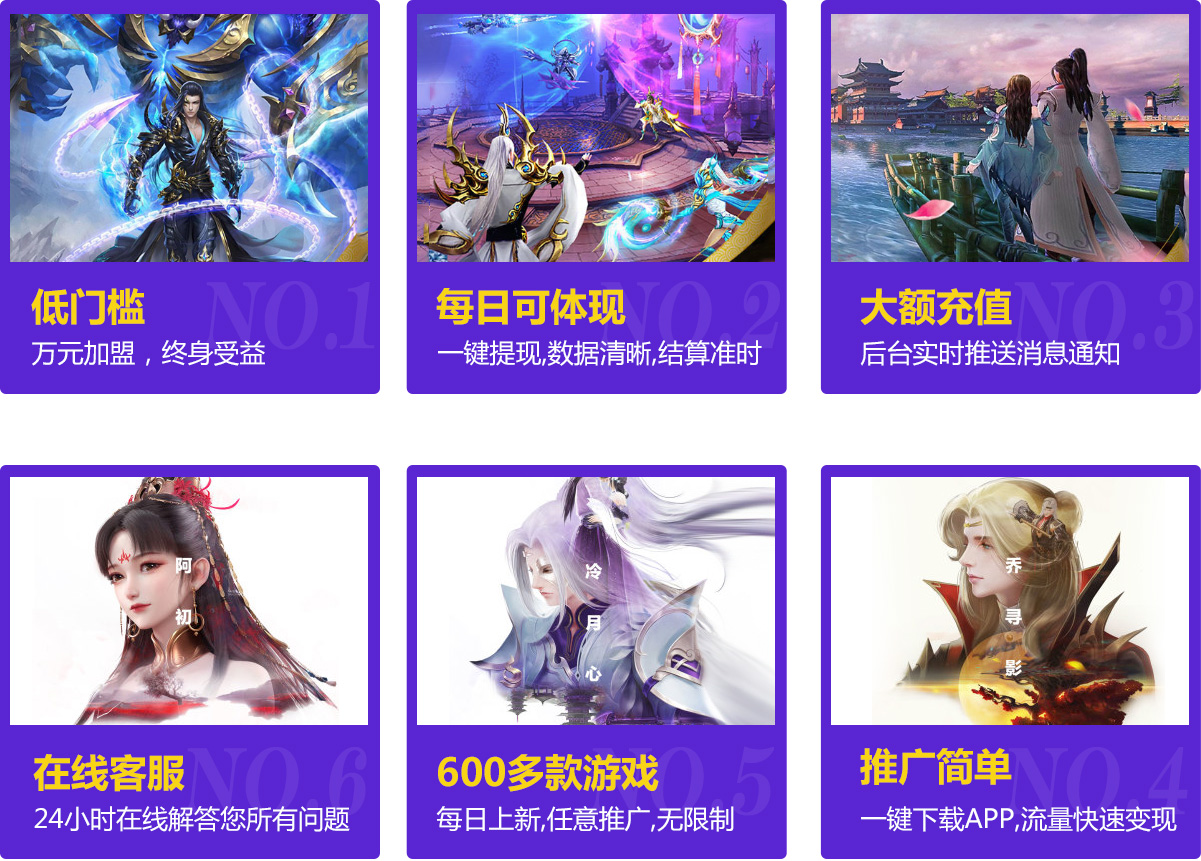 低门槛
NO.1
万元加盟，终身受益
每日可体现
NO.2
一键提现,数据清晰,结算准时
大额充值
NO.3
后台实时推送消息通知
阿初
在线客服
NO.6
24小时在线解答您所有问题
冷月心
600多款游戏
NO.5
每日上新,任意推广,无限制
乔寻影
推广简单
NO.4
一键下载APP,流量快速变现